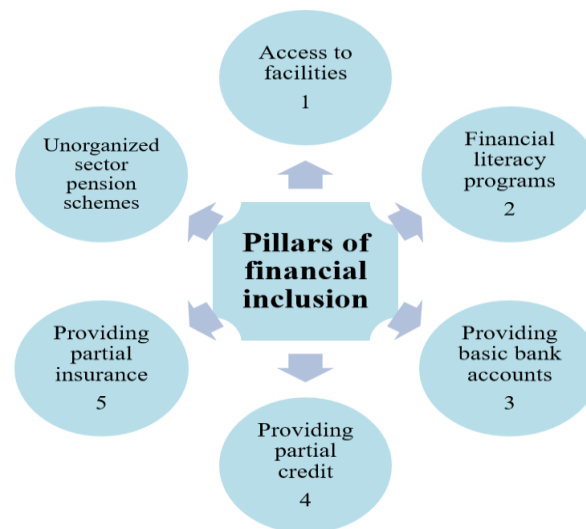 Access to
facilities
1
Financial
literacy
programs
2
Providing
basic bank
accounts
3
Providing
partial
credit
4
Providing
partial
insurance
5
Unorganized
sector
pension
schemes
Pillars of
financial
inclusion